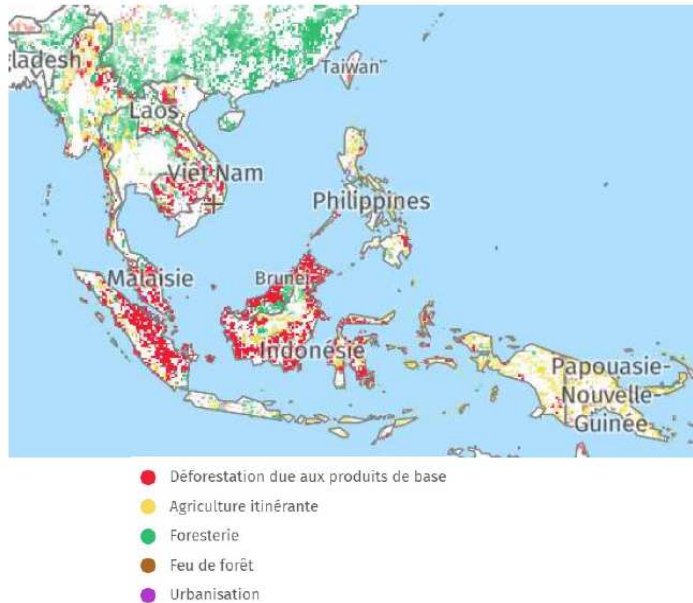 ladesh
Taiwan
Laos
Viêt Nam
Philippines
Malaisie
Brunei
Indonésie
Papouasie-
Nouvelle-
Guinée
Déforestation due aux produits de base
Agriculture itinérante
Foresterie
Feu de forêt
Urbanisation